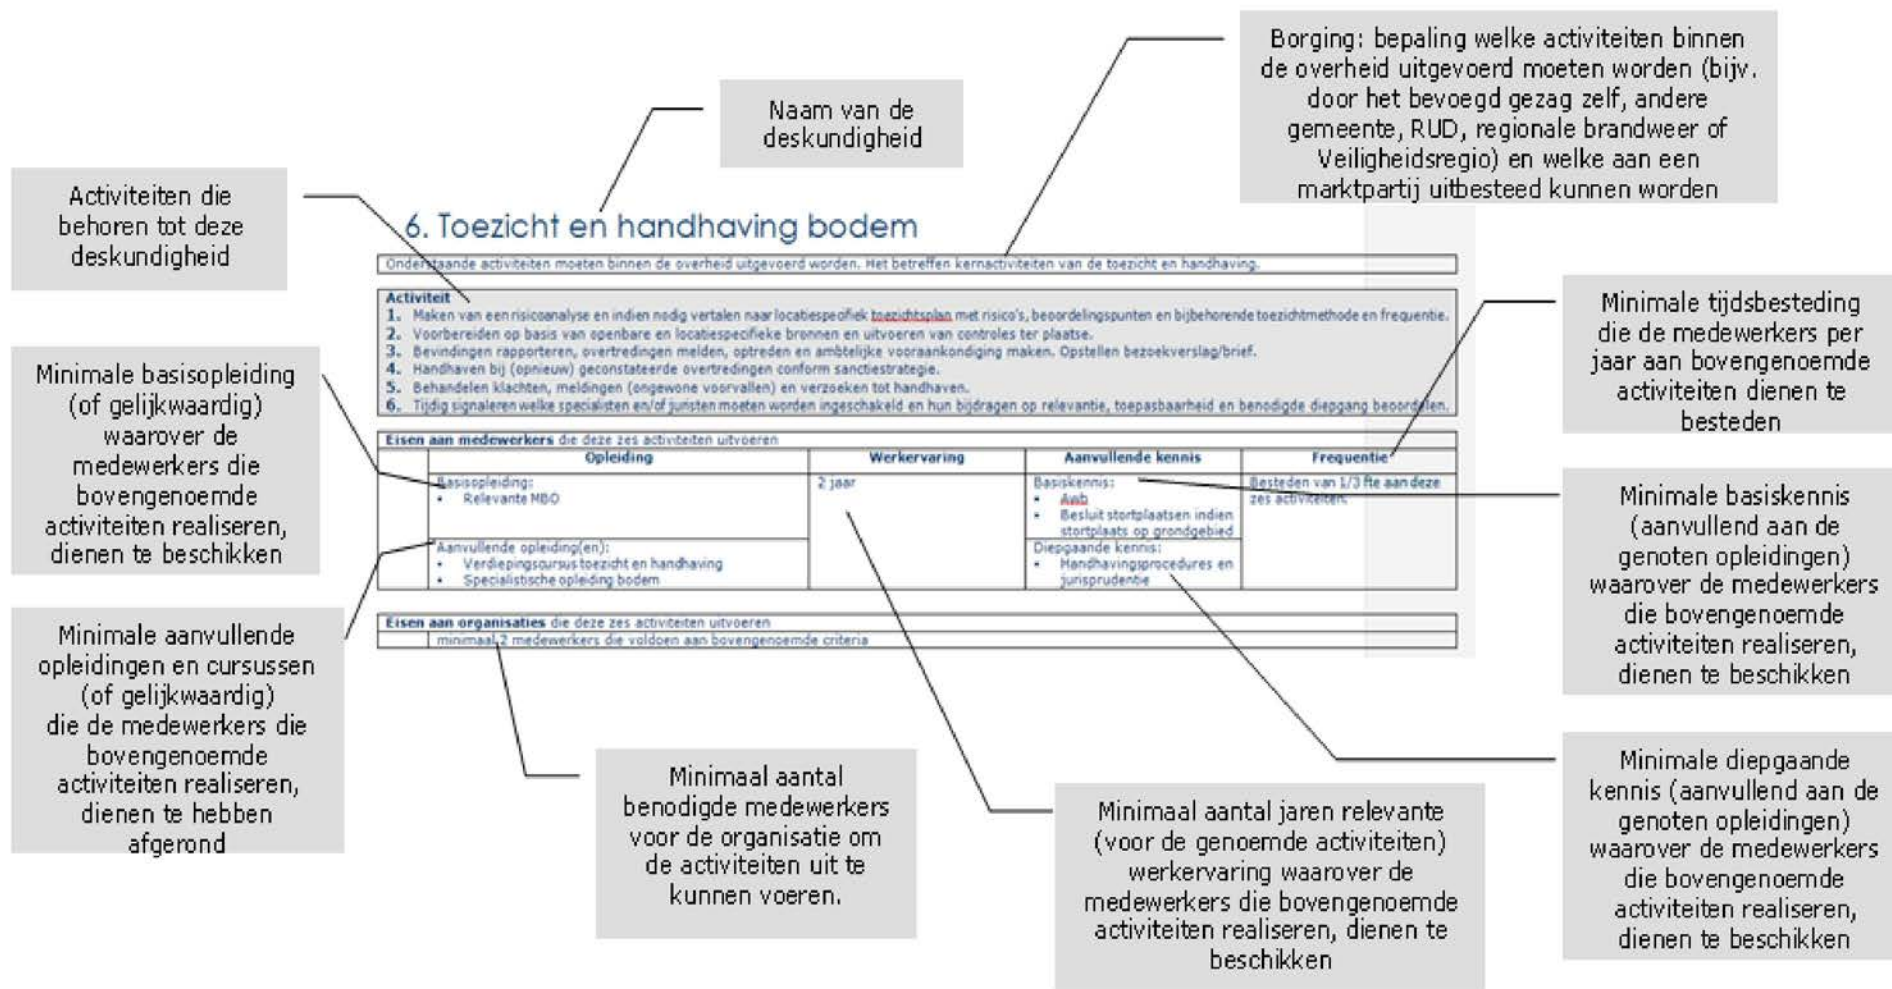 Borging: bepaling welke activiteiten binnen
de overheid uitgevoerd moeten worden (bijv.
door het bevoegd gezag zelf, andere
gemeente, RUD, regionale brandweer of
Veiligheidsregio) en welke aan een
marktpartij uitbesteed kunnen worden
Naam van de
deskundigheid
Activiteiten die
behoren tot deze
deskundigheid
6. Toezicht en handhaving bodem
Onderstaande activiteiten moeten binnen de overheid uitgevoerd worden. Het betreffen kernactiviteiten van de toezicht en handhaving.
Activiteit
1. Maken van een risicoanalyse en indien nodig vertalen naar locatiespecifiek toezichtsplan met risico's, beoordelingspunten en bijbehorende toezichtmethode en frequentie.
2. Voorbereiden op basis van openbare en locatiespecifieke bronnen en uitvoeren van controles ter plaatse.
3. Bevindingen rapporteren, overtredingen melden, optreden en ambtelijke vooraankondiging maken. Opstellen bezoekverslag/brief.
4. Handhaven bij (opnieuw) geconstateerde overtredingen conform sanctiestrategie.
5. Behandelen klachten, meldingen (ongewone voorvallen) en verzoeken tot handhaven.
6. Tijdig signaleren welke specialisten en/of juristen moeten worden ingeschakeld en hun bijdragen op relevantie, toepasbaarheid en benodigde diepgang beoordelen.
Eisen aan medewerkers die deze zes activiteiten uitvoeren
Opleiding
Werkervaring
Aanvullende kennis
Frequentie
Basisopleiding:
• Relevante MBO
2 jaar
Basiskennis:
• Awb
• Besluit stortplaatsen indien
stortplaats op grondgebied
Besteden van 1/3 fte aan deze
zes activiteiten.
Aanvullende opleiding(en):
• Verdiepingscursus toezicht en handhaving
• Specialistische opleiding bodem
Diepgaande kennis:
• Handhavingsprocedures en
jurisprudentie
Eisen aan organisaties die deze zes activiteiten uitvoeren
minimaal 2 medewerkers die voldoen aan bovengenoemde criteria
Minimale basisopleiding
(of gelijkwaardig)
waarover de
medewerkers die
bovengenoemde
activiteiten realiseren,
dienen te beschikken
Minimale aanvullende
opleidingen en cursussen
(of gelijkwaardig)
die de medewerkers die
bovengenoemde
activiteiten realiseren,
dienen te hebben
afgerond
Minimaal aantal
benodigde medewerkers
voor de organisatie om
de activiteiten uit te
kunnen voeren.
Minimaal aantal jaren relevante
(voor de genoemde activiteiten)
werkervaring waarover de
medewerkers die bovengenoemde
activiteiten realiseren, dienen te
beschikken
Minimale tijdsbesteding
die de medewerkers per
jaar aan bovengenoemde
activiteiten dienen te
besteden
Minimale basiskennis
(aanvullend aan de
genoten opleidingen)
waarover de medewerkers
die bovengenoemde
activiteiten realiseren,
dienen te beschikken
Minimale diepgaande
kennis (aanvullend aan de
genoten opleidingen)
waarover de medewerkers
die bovengenoemde
activiteiten realiseren,
dienen te beschikken